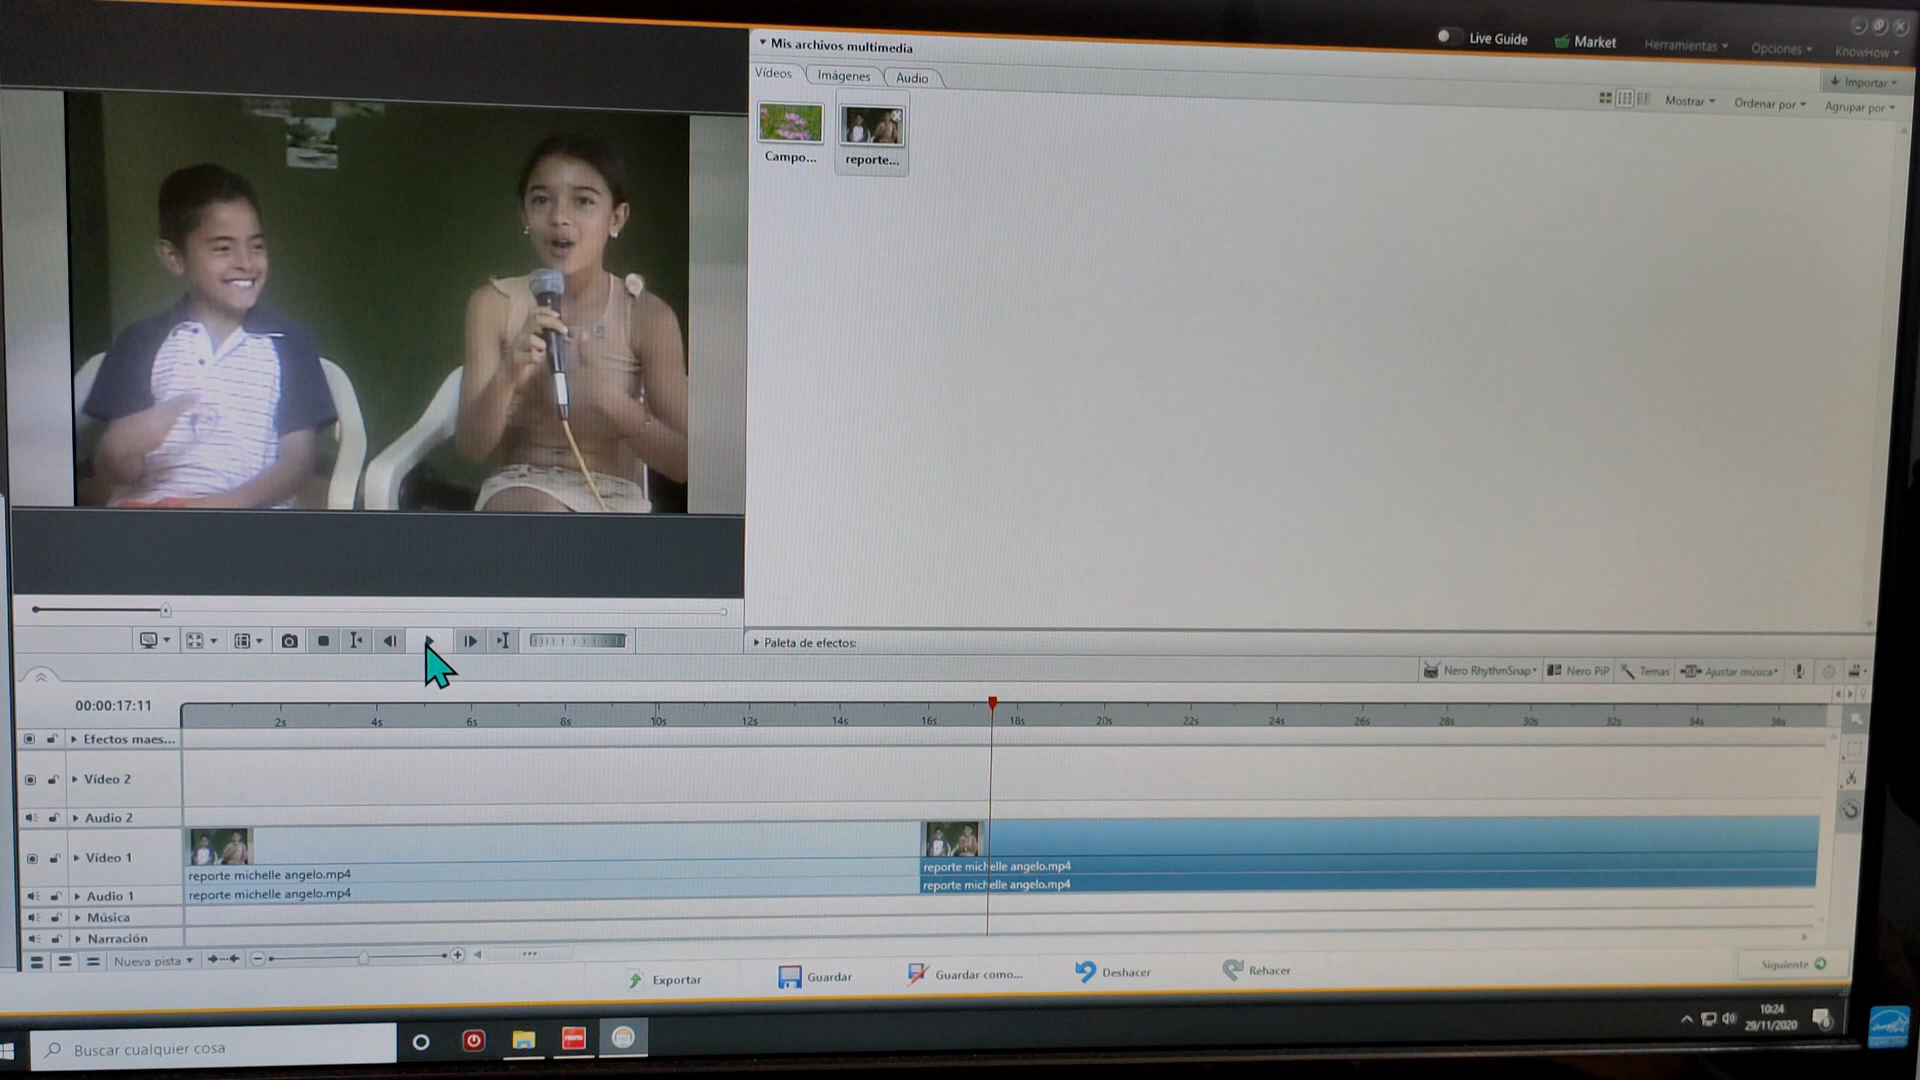 Mis archivos multimedia
Live Guide
Market
Herramientas
Opciones
KnowHow
Vídeos
Imágenes
Audio
Importar
Mostrar
Ordenar por
Agrupar por
Campo...
reporte...
Paleta de efectos:
Nero RhythmSnap
Nero PiP
Temas
Ajustar música
00:00:17:11
2s
4s
6s
8s
10s
12s
14s
16s
18s
20s
22s
24s
26s
28s
30s
32s
34s
36s
Efectos maes...
Vídeo 2
Audio 2
Vídeo 1
reporte michelle angelo.mp4
reporte michelle angelo.mp4
Audio 1
reporte michelle angelo.mp4
reporte michelle angelo.mp4
Música
Narración
Nueva pista
Exportar
Guardar
Guardar como...
Deshacer
Rehacer
Siguiente
Buscar cualquier cosa
10:24
29/11/2020